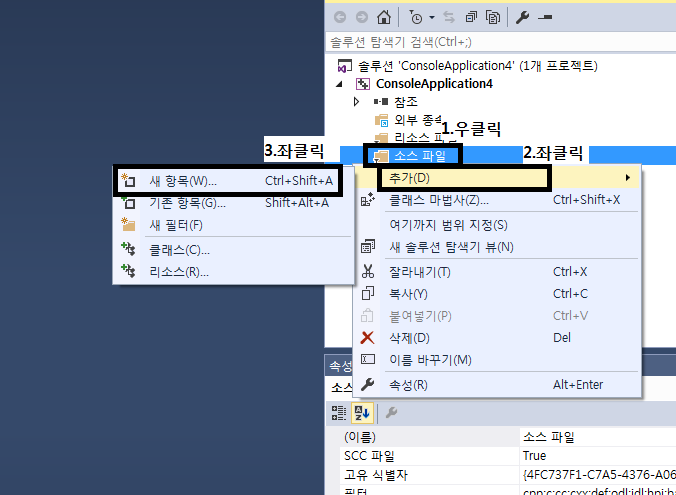 솔루션 탐색기 검색(Ctrl+;)
솔루션 'ConsoleApplication4' (1개 프로젝트)
ConsoleApplication4
참조
외부 종속
리소스 파
1.우클릭
소스 파일
2.좌클릭
3.좌클릭
새 항목(W)... Ctrl+Shift+A
기존 항목(G)... Shift+Alt+A
새 필터(F)
클래스(C)...
리소스(R)...
추가(D)
클래스 마법사(Z)... Ctrl+Shift+X
여기까지 범위 지정(S)
새 솔루션 탐색기 뷰(N)
잘라내기(T) Ctrl+X
복사(Y) Ctrl+C
붙여넣기(P) Ctrl+V
삭제(D) Del
이름 바꾸기(M)
속성(R) Alt+Enter
속성
소스
(이름) 소스 파일
SCC 파일 True
고유 식별자 {4FC737F1-C7A5-4376-A06
필터 cpp;c;cc;cxx;def;odl;idl;hpj;ba